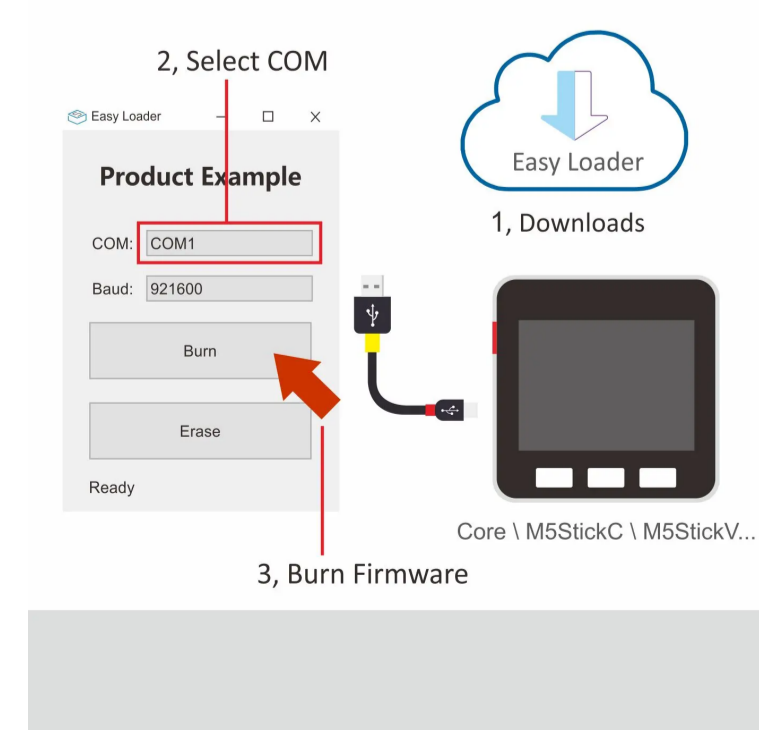 2, Select COM
Easy Loader
Product Example
COM: COM1
Baud: 921600
Burn
Erase
Ready
3, Burn Firmware
Easy Loader
1, Downloads
Core \ M5StickC \ M5StickV...